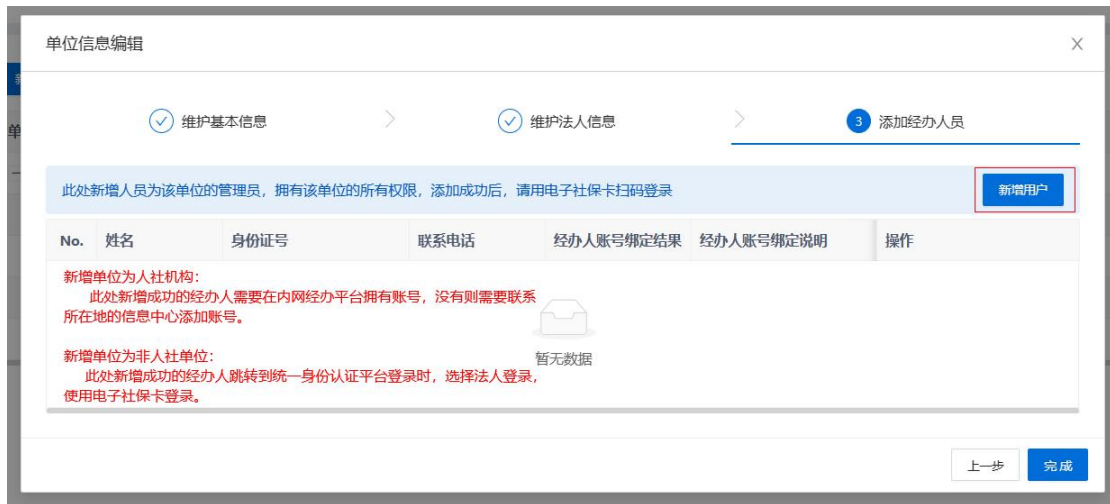 单位信息编辑
维护基本信息
维护法人信息
3 添加经办人员
此处新增人员为该单位的管理员，拥有该单位的所有权限，添加成功后，请用电子社保卡扫码登录
新增用户
No. 姓名 身份证号 联系电话 经办人账号绑定结果 经办人账号绑定说明 操作
新增单位为人社机构：
此处新增成功的经办人需要在内网经办平台拥有账号，没有则需要联系
所在地的信息中心添加账号。
新增单位为非人社单位：
此处新增成功的经办人跳转到统一身份认证平台登录时，选择法人登录，
使用电子社保卡登录。
暂无数据
上一步 完成